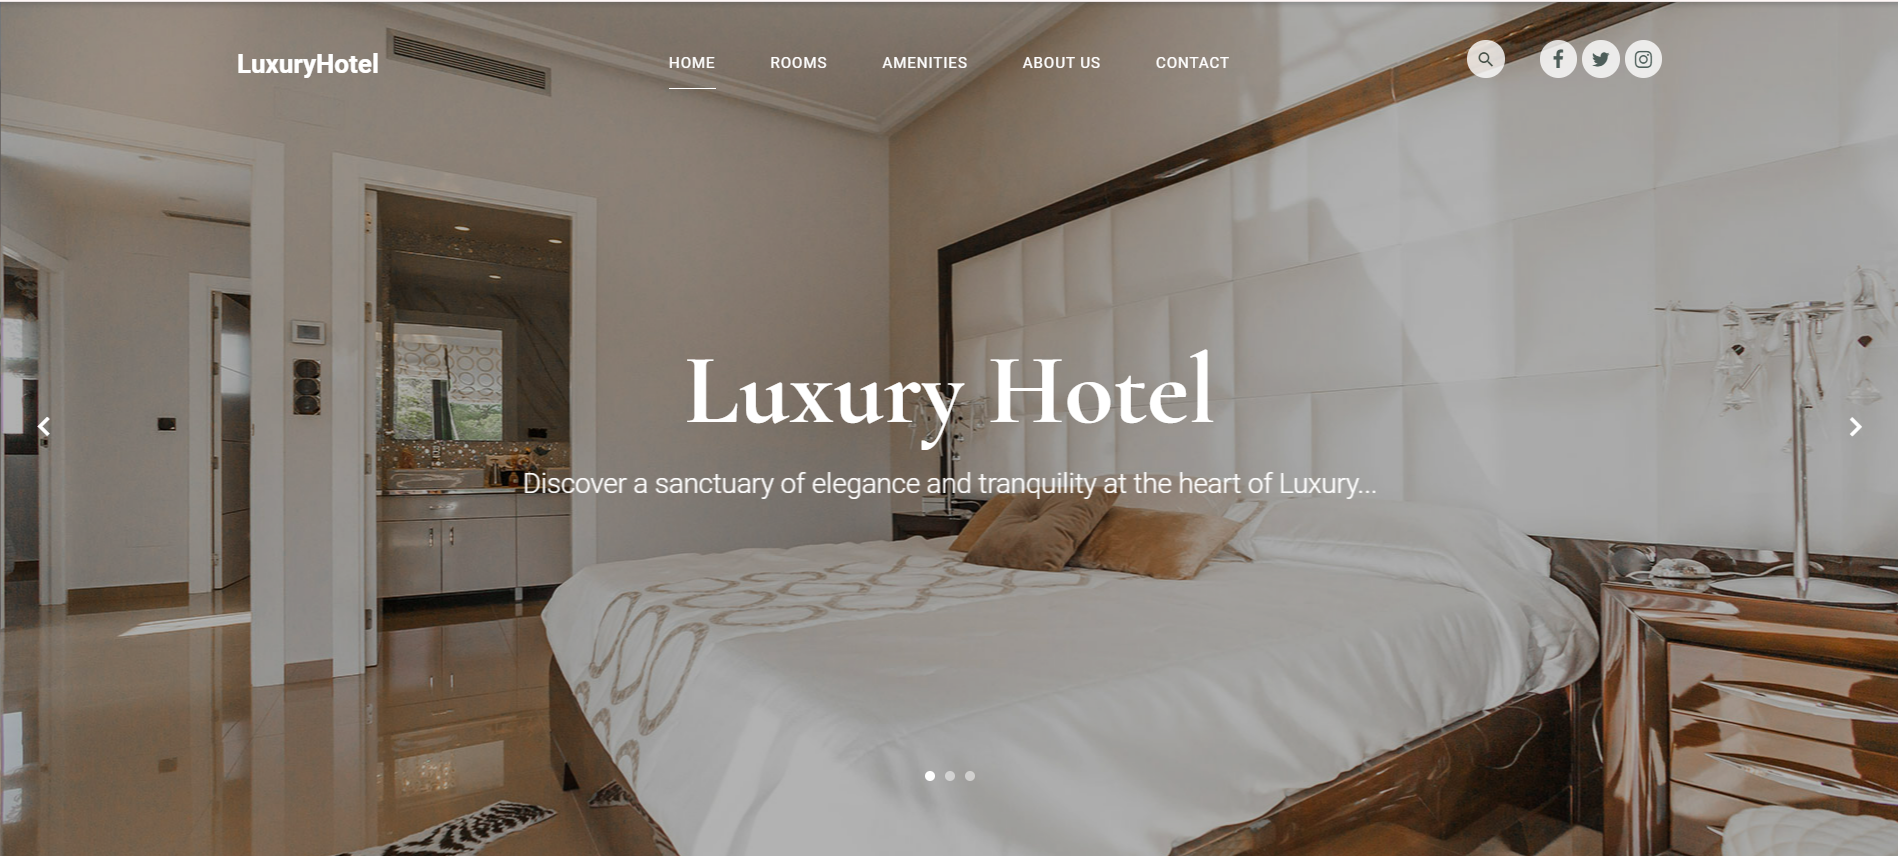 LuxuryHotel
HOME ROOMS AMENITIES ABOUT US CONTACT
Luxury Hotel
Discover a sanctuary of elegance and tranquility at the heart of Luxury...